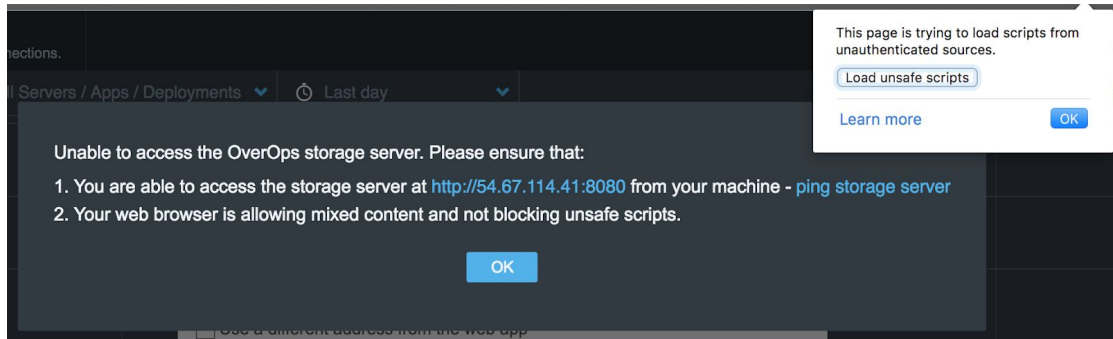 This page is trying to load scripts from
unauthenticated sources.
Load unsafe scripts
Learn more
OK
nections.
ll Servers / Apps / Deployments
Last day
Unable to access the OverOps storage server. Please ensure that:
1. You are able to access the storage server at http://54.67.114.41:8080 from your machine - ping storage server
2. Your web browser is allowing mixed content and not blocking unsafe scripts.
OK
Use a different address from the web app